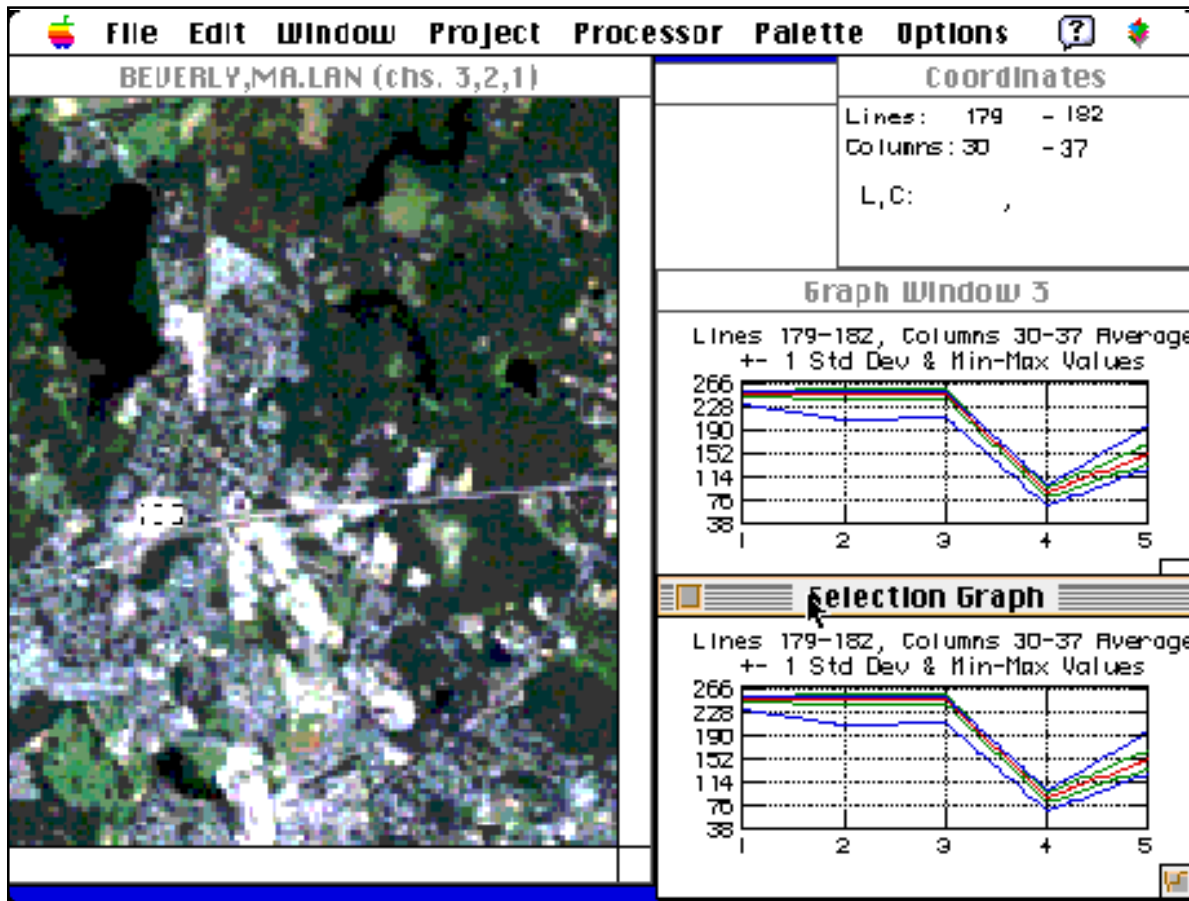 File Edit Window Project Processor Palette Options
BEVERLY,MA.LAN (chs. 3,2,1)
Coordinates
Lines: 179 - 182
Columns: 30 - 37
L,C: ,
Graph Window 3
Lines 179-182, Columns 30-37 Average
+- 1 Std Dev & Min-Max Values
266
228
190
152
114
76
38
1 2 3 4 5
Selection Graph
Lines 179-182, Columns 30-37 Average
+- 1 Std Dev & Min-Max Values
266
228
190
152
114
76
38
1 2 3 4 5